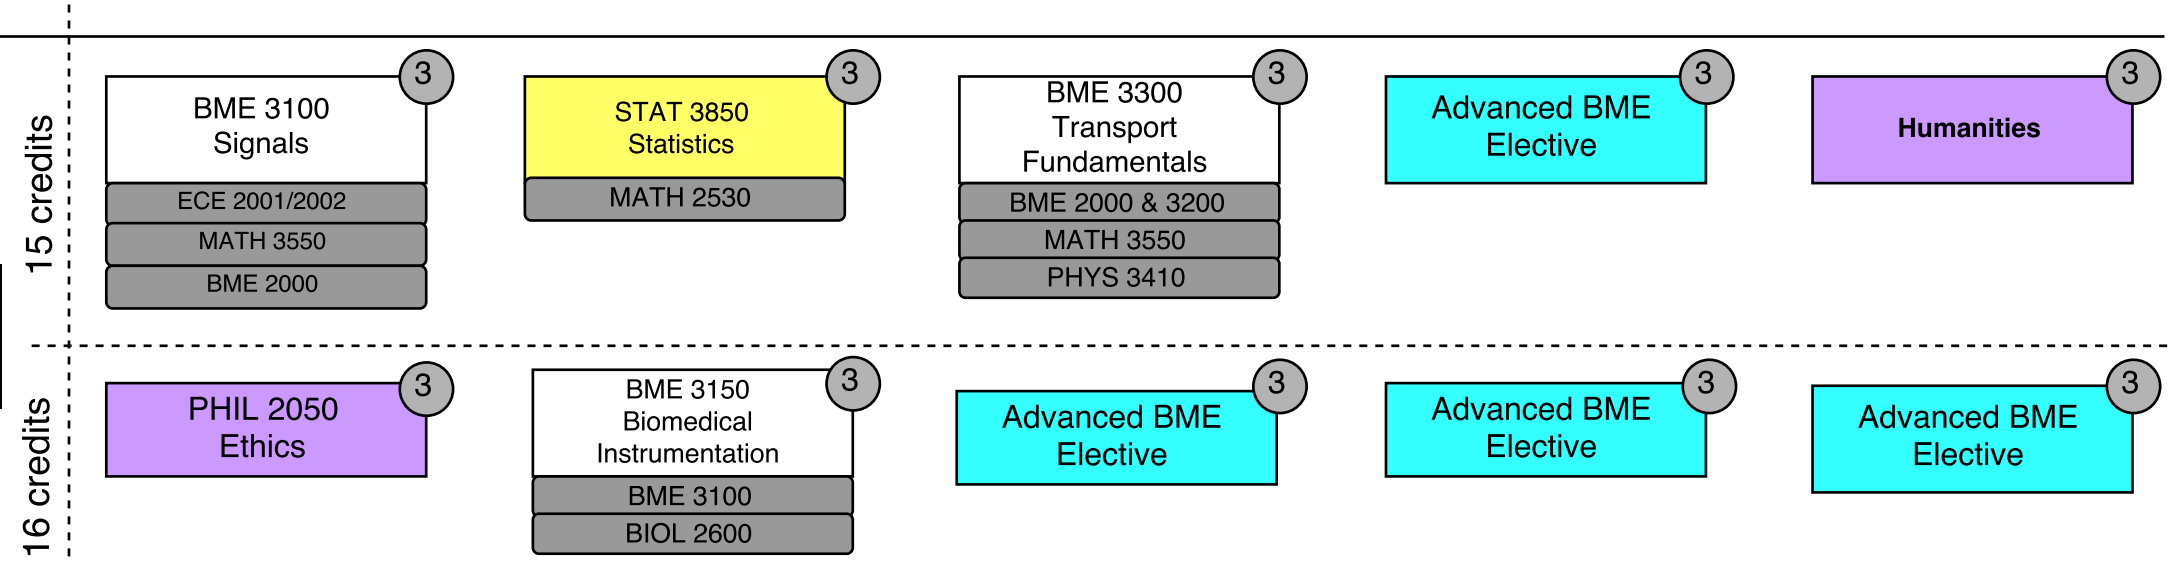 15 credits
3
BME 3100
Signals
ECE 2001/2002
MATH 3550
BME 2000
3
STAT 3850
Statistics
MATH 2530
3
BME 3300
Transport
Fundamentals
BME 2000 & 3200
MATH 3550
PHYS 3410
3
Advanced BME
Elective
3
Humanities
16 credits
3
PHIL 2050
Ethics
3
BME 3150
Biomedical
Instrumentation
BME 3100
BIOL 2600
3
Advanced BME
Elective
3
Advanced BME
Elective
3
Advanced BME
Elective